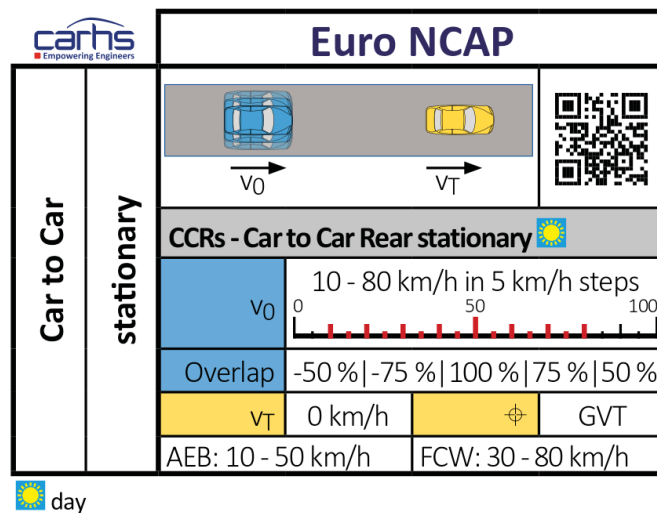 carhs
Empowering Engineers
Euro NCAP
Car to Car
stationary
v0
vT
CCRs - Car to Car Rear stationary
v0
10 - 80 km/h in 5 km/h steps
0
50
100
Overlap
-50 %|-75 %|100 %|75 %|50 %
vT
0 km/h
GVT
AEB: 10 - 50 km/h
FCW: 30 - 80 km/h
day